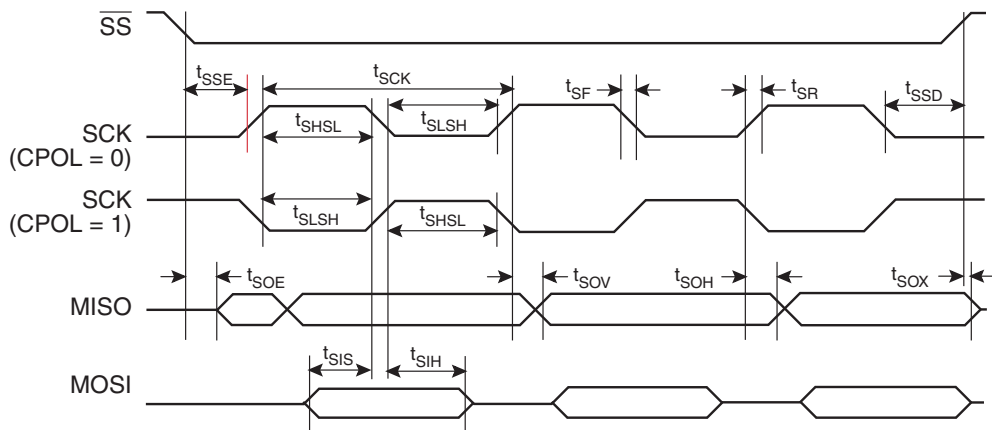 SS
tSSE
tSCK
tSF
tSR
tSSD
tSHSL
tSLSH
SCK
(CPOL = 0)
SCK
(CPOL = 1)
tSLSH
tSHSL
tSOE
tSOV
tSOH
tSOX
MISO
tSIS
tSIH
MOSI